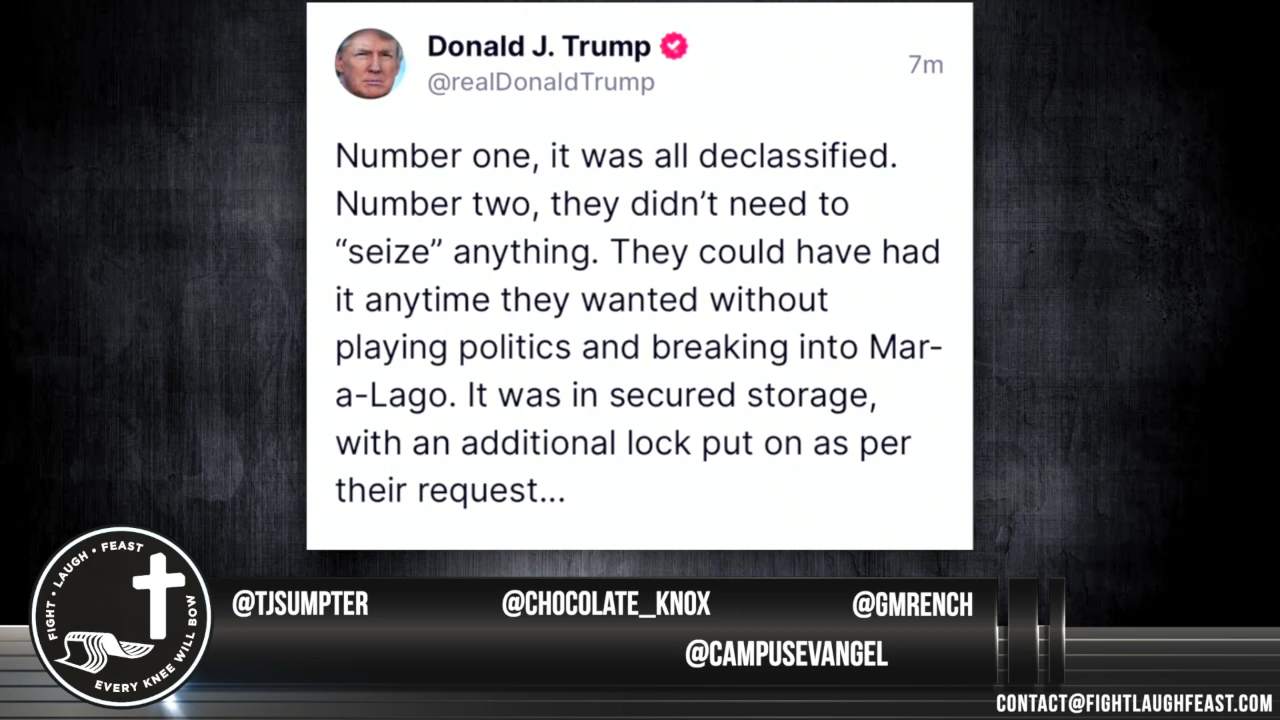 Donald J. Trump
@realDonaldTrump
7m
Number one, it was all declassified.
Number two, they didn’t need to
“seize” anything. They could have had
it anytime they wanted without
playing politics and breaking into Mar-
a-Lago. It was in secured storage,
with an additional lock put on as per
their request...
FIGHT • LAUGH • FEAST
EVERY KNEE WILL BOW
@TJSUMPTER
@CHOCOLATE_KNOX
@GMRENCH
@CAMPUSEVANGEL
CONTACT@FIGHTLAUGHFEAST.COM